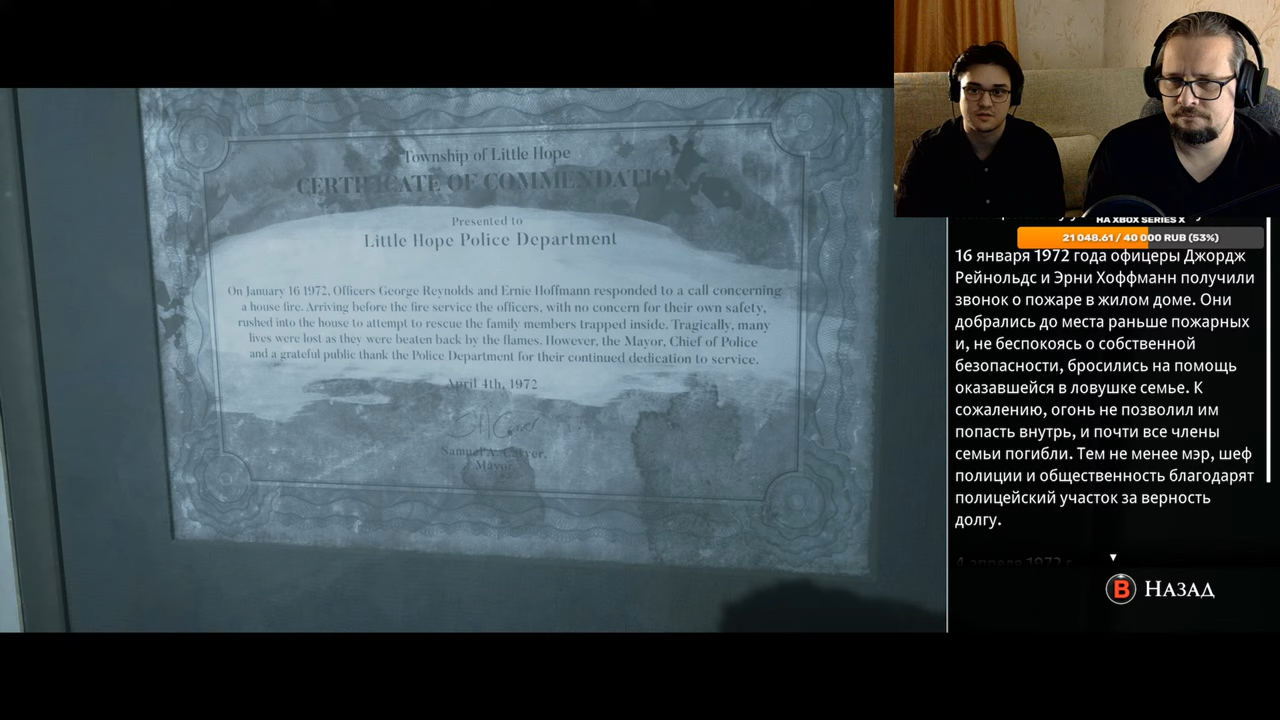 Township of Little Hope
CERTIFICATE OF COMMENDATIO
Presented to
Little Hope Police Department
On January 16 1972, Officers George Reynolds and Ernie Hoffmann responded to a call concerning
a house fire. Arriving before the fire service the officers, with no concern for their own safety,
rushed into the house to attempt to rescue the family members trapped inside. Tragically, many
lives were lost as they were beaten back by the flames. However, the Mayor, Chief of Police
and a grateful public thank the Police Department for their continued dedication to service.
April 4th, 1972
Samuel A.
Mayor
НА XBOX SERIES X
21 048.61 / 40 000 RUB (53%)
16 января 1972 года офицеры Джордж
Рейнольдс и Эрни Хоффманн получили
звонок о пожаре в жилом доме. Они
добрались до места раньше пожарных
и, не беспокоясь о собственной
безопасности, бросились на помощь
оказавшейся в ловушке семье. К
сожалению, огонь не позволил им
попасть внутрь, и почти все члены
семьи погибли. Тем не менее мэр, шеф
полиции и общественность благодарят
полицейский участок за верность
долгу.
4 апреля 1972 г.
B НАЗАД